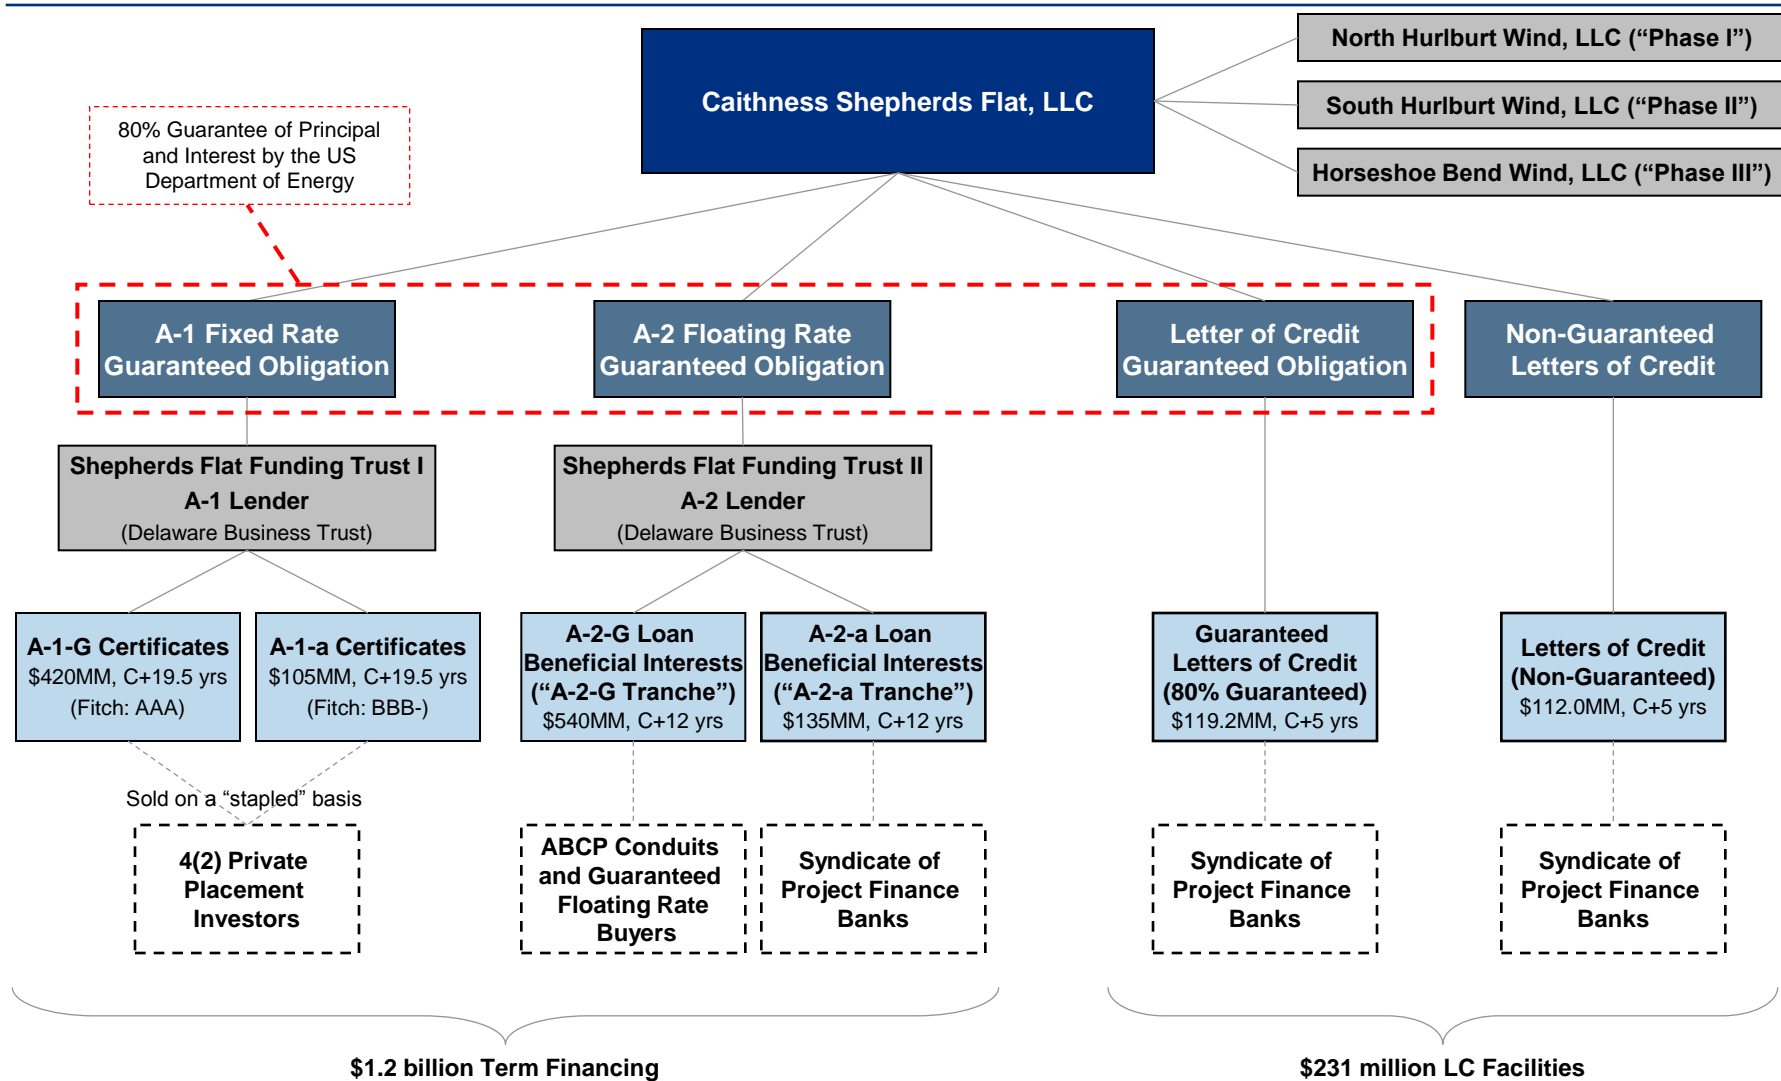 Caithness Shepherds Flat, LLC
North Hurlburt Wind, LLC (“Phase I”)
South Hurlburt Wind, LLC (“Phase II”)
Horseshoe Bend Wind, LLC (“Phase III”)
80% Guarantee of Principal
and Interest by the US
Department of Energy
A-1 Fixed Rate
Guaranteed Obligation
A-2 Floating Rate
Guaranteed Obligation
Letter of Credit
Guaranteed Obligation
Non-Guaranteed
Letters of Credit
Shepherds Flat Funding Trust I
A-1 Lender
(Delaware Business Trust)
Shepherds Flat Funding Trust II
A-2 Lender
(Delaware Business Trust)
A-1-G Certificates
$420MM, C+19.5 yrs
(Fitch: AAA)
A-1-a Certificates
$105MM, C+19.5 yrs
(Fitch: BBB-)
A-2-G Loan
Beneficial Interests
(“A-2-G Tranche”)
$540MM, C+12 yrs
A-2-a Loan
Beneficial Interests
(“A-2-a Tranche”)
$135MM, C+12 yrs
Guaranteed
Letters of Credit
(80% Guaranteed)
$119.2MM, C+5 yrs
Letters of Credit
(Non-Guaranteed)
$112.0MM, C+5 yrs
Sold on a “stapled” basis
4(2) Private
Placement
Investors
ABCP Conduits
and Guaranteed
Floating Rate
Buyers
Syndicate of
Project Finance
Banks
Syndicate of
Project Finance
Banks
Syndicate of
Project Finance
Banks
$1.2 billion Term Financing
$231 million LC Facilities